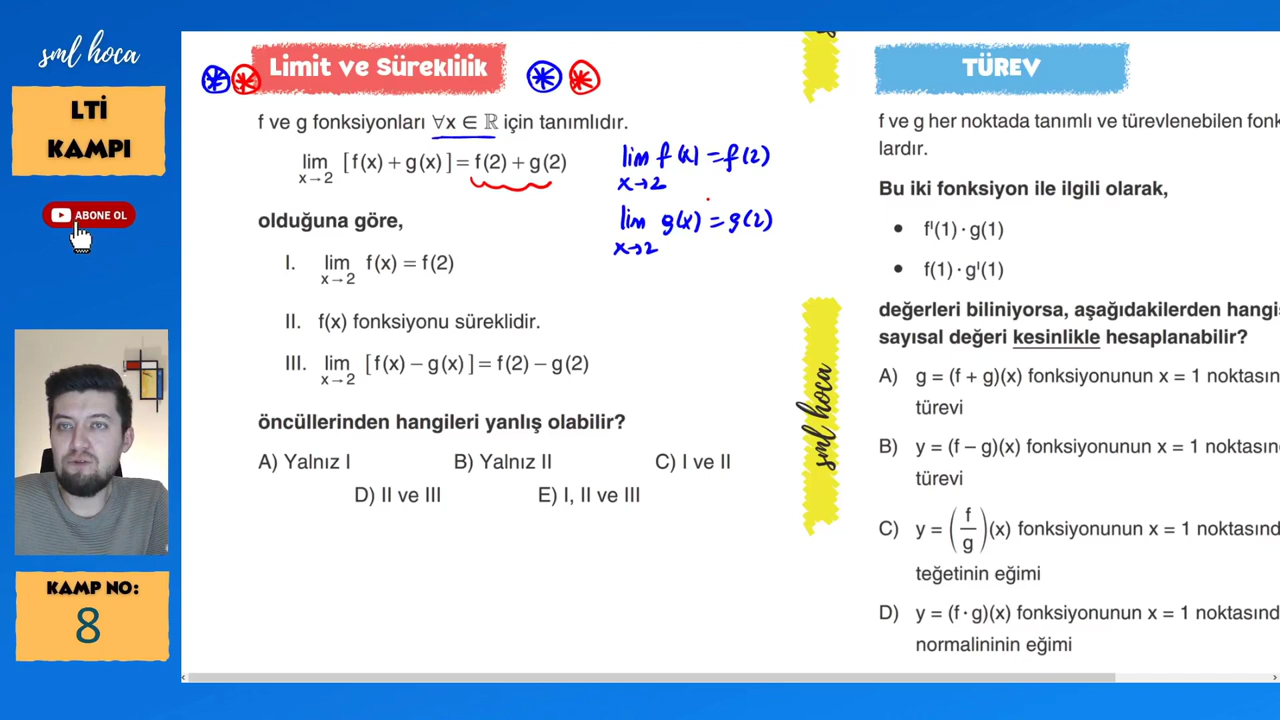 sml hoca
LTİ
KAMPI
ABONE OL
KAMP NO:
8
Limit ve Süreklilik
f ve g fonksiyonları ∀x ∈ ℝ için tanımlıdır.
lim [f(x) + g(x)] = f(2) + g(2)
x→2
lim f(x) = f(2)
x→2
lim g(x) = g(2)
x→2
olduğuna göre,
I. lim f(x) = f(2)
x→2
II. f(x) fonksiyonu süreklidir.
III. lim [f(x) − g(x)] = f(2) − g(2)
x→2
öncüllerinden hangileri yanlış olabilir?
A) Yalnız I B) Yalnız II C) I ve II
D) II ve III E) I, II ve III
sml hoca
TÜREV
f ve g her noktada tanımlı ve türevlenebilen fonk
lardır.
Bu iki fonksiyon ile ilgili olarak,
• fᴵ(1) · g(1)
• f(1) · gᴵ(1)
değerleri biliniyorsa, aşağıdakilerden hangis
sayısal değeri kesinlikle hesaplanabilir?
A) g = (f + g)(x) fonksiyonunun x = 1 noktasın
türevi
B) y = (f − g)(x) fonksiyonunun x = 1 noktasınd
türevi
C) y = (f/g)(x) fonksiyonunun x = 1 noktasınd
teğetinin eğimi
D) y = (f · g)(x) fonksiyonunun x = 1 noktasınd
normalininin eğimi